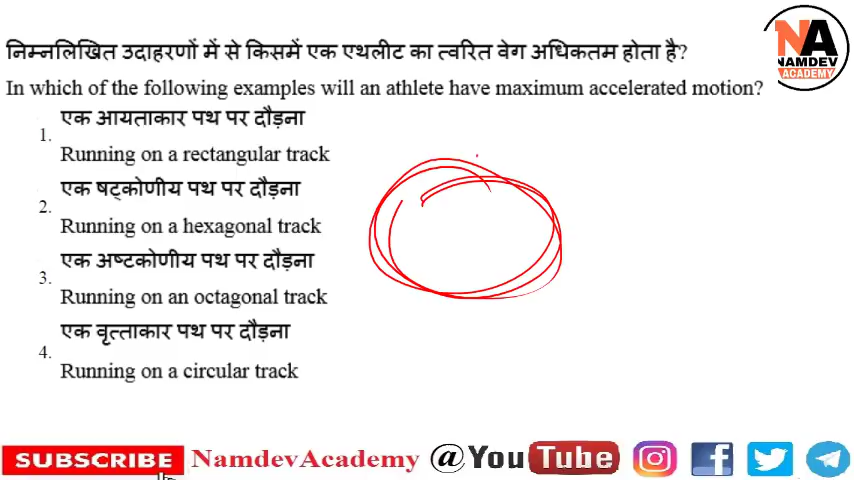 NA
NAMDEV
ACADEMY
निम्नलिखित उदाहरणों में से किसमें एक एथलीट का त्वरित वेग अधिकतम होता है?
In which of the following examples will an athlete have maximum accelerated motion?
एक आयताकार पथ पर दौड़ना
1.
Running on a rectangular track
एक षट्कोणीय पथ पर दौड़ना
2.
Running on a hexagonal track
एक अष्टकोणीय पथ पर दौड़ना
3.
Running on an octagonal track
एक वृत्ताकार पथ पर दौड़ना
4.
Running on a circular track
SUBSCRIBE NamdevAcademy @YouTube